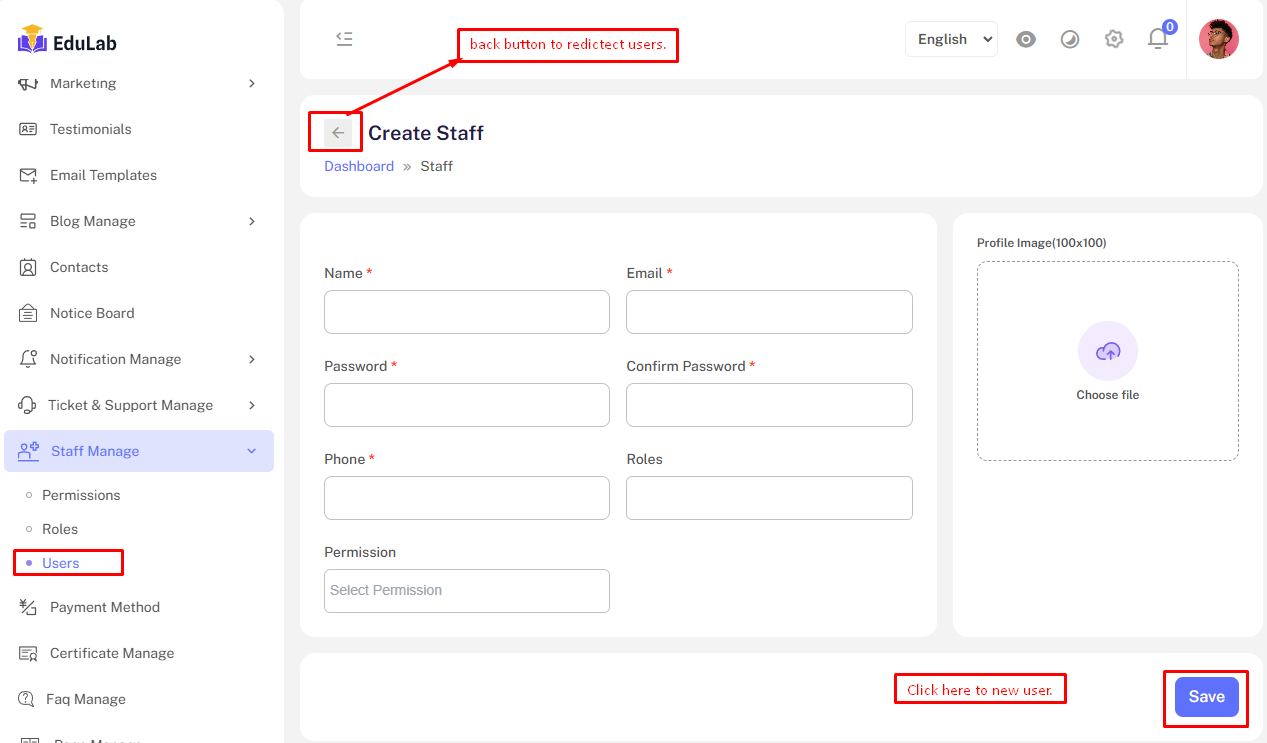 EduLab
Marketing
Testimonials
Email Templates
Blog Manage
Contacts
Notice Board
Notification Manage
Ticket & Support Manage
Staff Manage
Permissions
Roles
Users
Payment Method
Certificate Manage
Faq Manage
back button to redictect users.
English
0
Create Staff
Dashboard » Staff
Name *
Email *
Password *
Confirm Password *
Phone *
Roles
Permission
Select Permission
Profile Image(100x100)
Choose file
Click here to new user.
Save